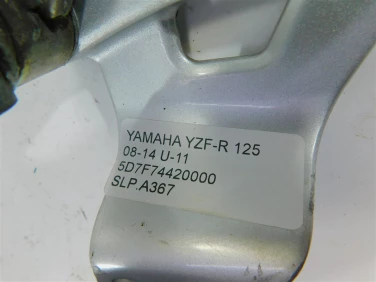 YAMAHA YZF-R 125
08-14 U-11
5D7F74420000
SLP.A367